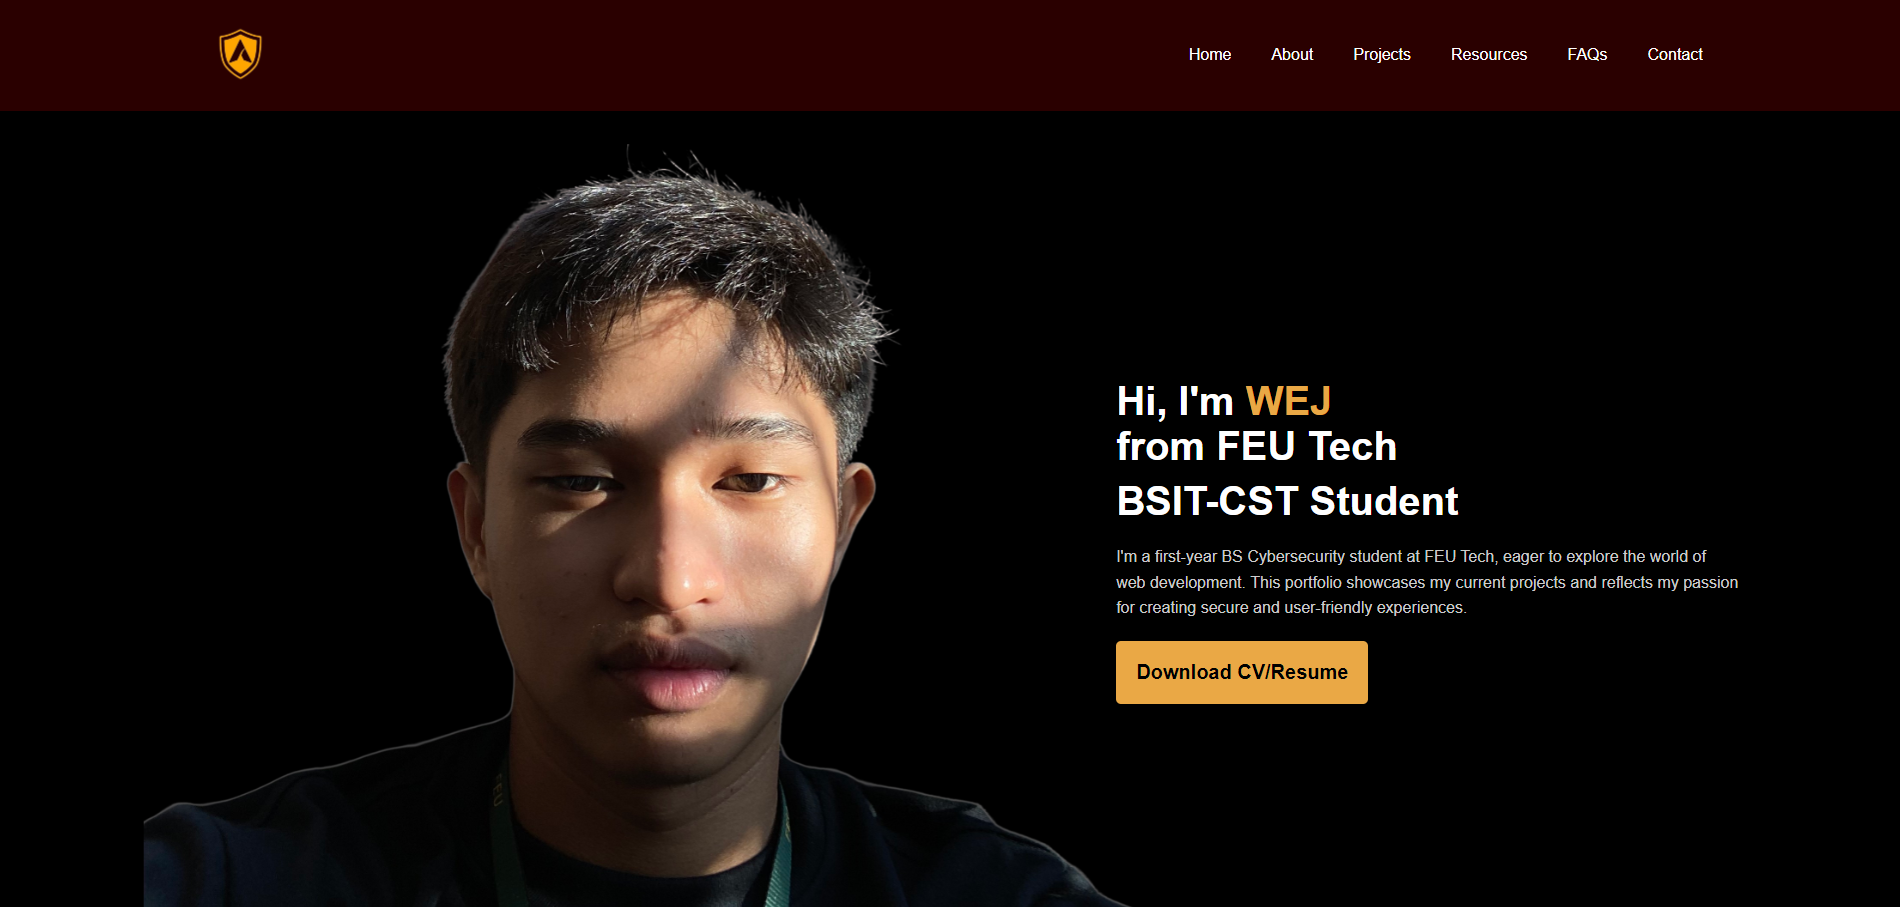 Home About Projects Resources FAQs Contact
Hi, I'm WEJ
from FEU Tech
BSIT-CST Student
I'm a first-year BS Cybersecurity student at FEU Tech, eager to explore the world of
web development. This portfolio showcases my current projects and reflects my passion
for creating secure and user-friendly experiences.
Download CV/Resume
FEU